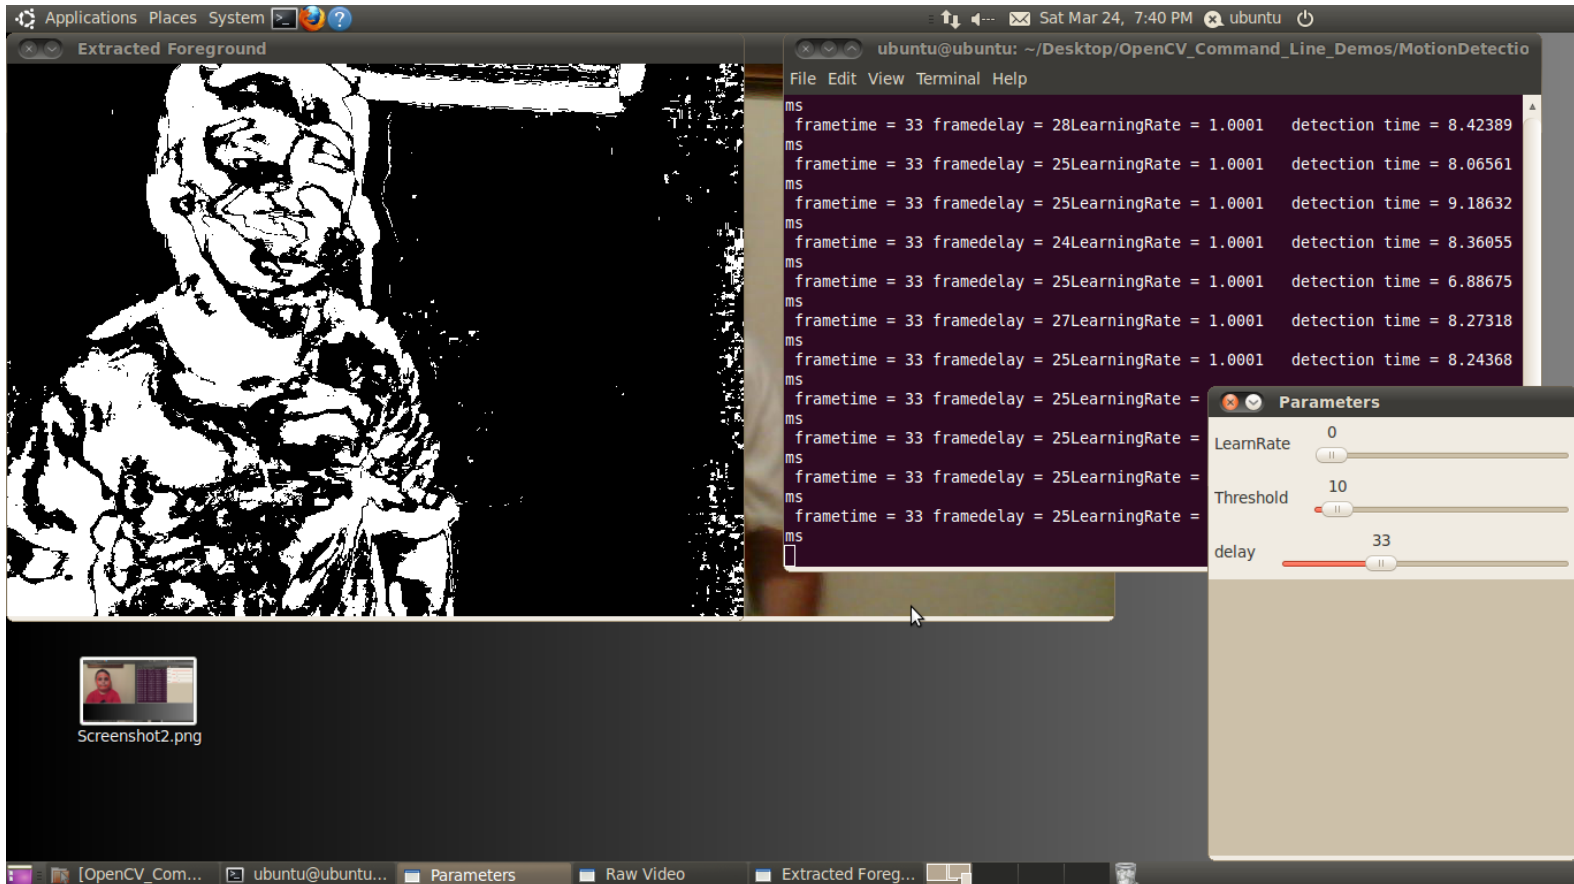 Applications Places System
Sat Mar 24, 7:40 PM ubuntu
Extracted Foreground
ubuntu@ubuntu: ~/Desktop/OpenCV_Command_Line_Demos/MotionDetectio
File Edit View Terminal Help
ms
frametime = 33 framedelay = 28LearningRate = 1.0001 detection time = 8.42389
ms
frametime = 33 framedelay = 25LearningRate = 1.0001 detection time = 8.06561
ms
frametime = 33 framedelay = 25LearningRate = 1.0001 detection time = 9.18632
ms
frametime = 33 framedelay = 24LearningRate = 1.0001 detection time = 8.36055
ms
frametime = 33 framedelay = 25LearningRate = 1.0001 detection time = 6.88675
ms
frametime = 33 framedelay = 27LearningRate = 1.0001 detection time = 8.27318
ms
frametime = 33 framedelay = 25LearningRate = 1.0001 detection time = 8.24368
ms
frametime = 33 framedelay = 25LearningRate =
ms
frametime = 33 framedelay = 25LearningRate =
ms
frametime = 33 framedelay = 25LearningRate =
ms
frametime = 33 framedelay = 25LearningRate =
ms
Parameters
LearnRate 0
Threshold 10
delay 33
Screenshot2.png
[OpenCV_Com... ubuntu@ubuntu... Parameters Raw Video Extracted Foreg...